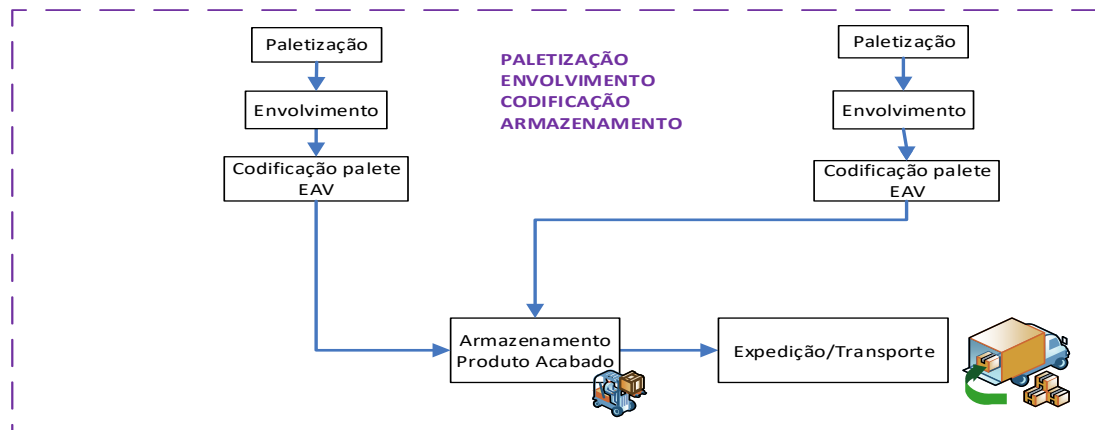 Paletização
Envolvimento
Codificação palete
EAV
PALETIZAÇÃO
ENVOLVIMENTO
CODIFICAÇÃO
ARMAZENAMENTO
Paletização
Envolvimento
Codificação palete
EAV
Armazenamento
Produto Acabado
Expedição/Transporte